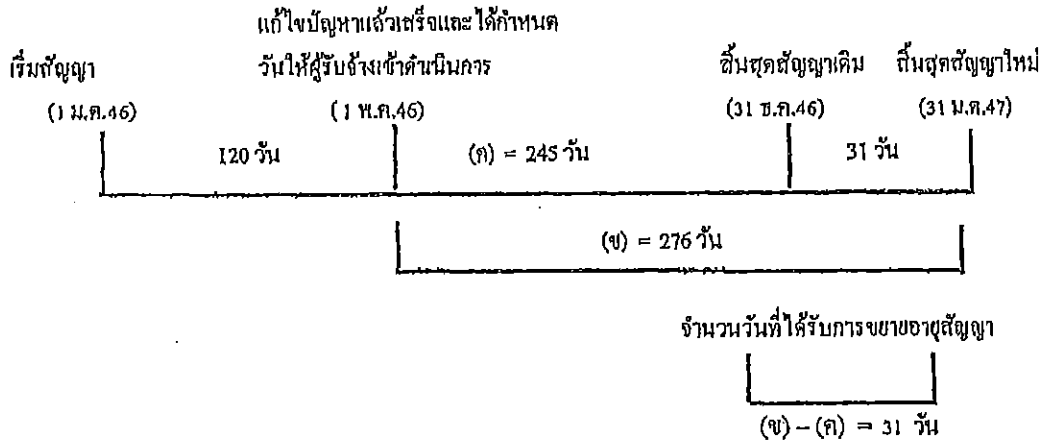 แก้ไขปัญหาแล้วเสร็จและได้กำหนด
เริ่มสัญญา วันให้ผู้รับจ้างเข้าดำเนินการ สิ้นสุดสัญญาเดิม สิ้นสุดสัญญาใหม่
(1 ม.ค.46) (1 พ.ค.46) (31 ธ.ค.46) (31 ม.ค.47)
120 วัน (ค) = 245 วัน 31 วัน
(ข) = 276 วัน
จำนวนวันที่ได้รับการขยายอายุสัญญา
(ข) – (ค) = 31 วัน